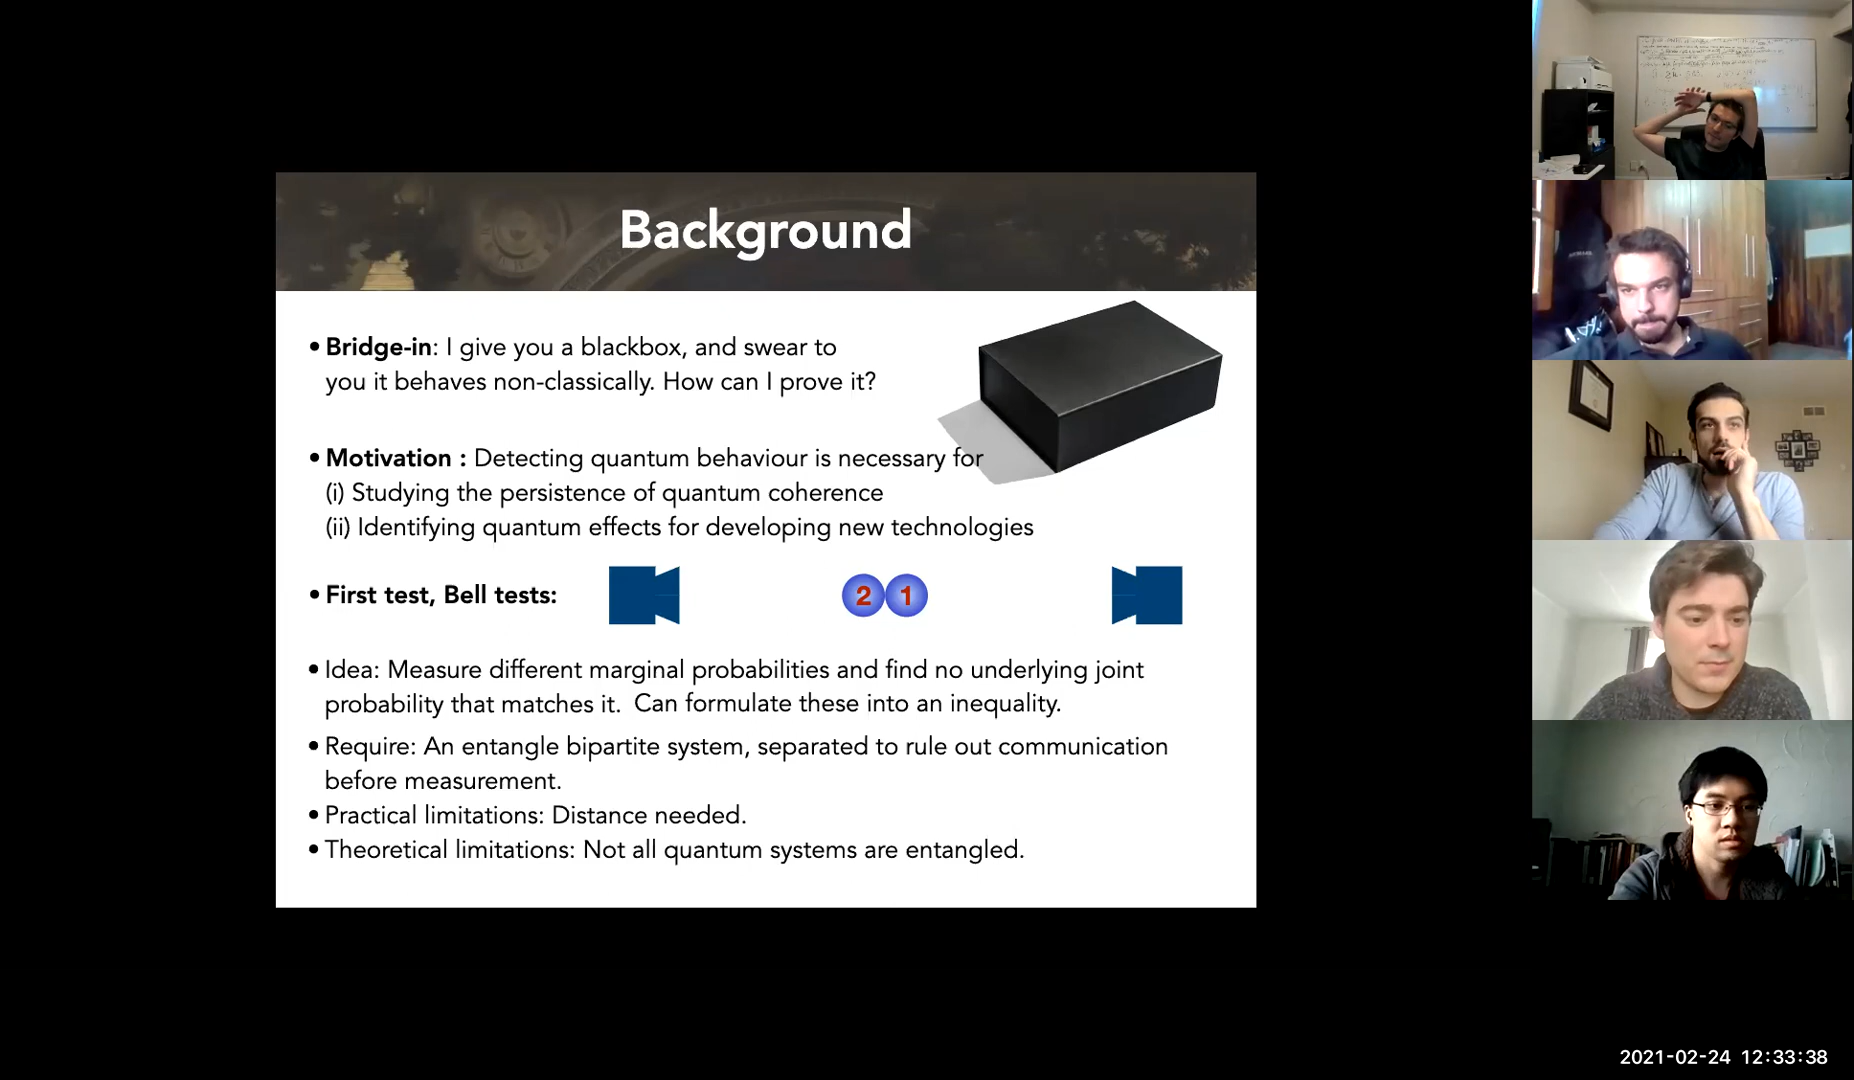 Background
• Bridge-in: I give you a blackbox, and swear to
you it behaves non-classically. How can I prove it?
• Motivation : Detecting quantum behaviour is necessary for
(i) Studying the persistence of quantum coherence
(ii) Identifying quantum effects for developing new technologies
• First test, Bell tests:
2 1
• Idea: Measure different marginal probabilities and find no underlying joint
probability that matches it. Can formulate these into an inequality.
• Require: An entangle bipartite system, separated to rule out communication
before measurement.
• Practical limitations: Distance needed.
• Theoretical limitations: Not all quantum systems are entangled.
2021-02-24 12:33:38